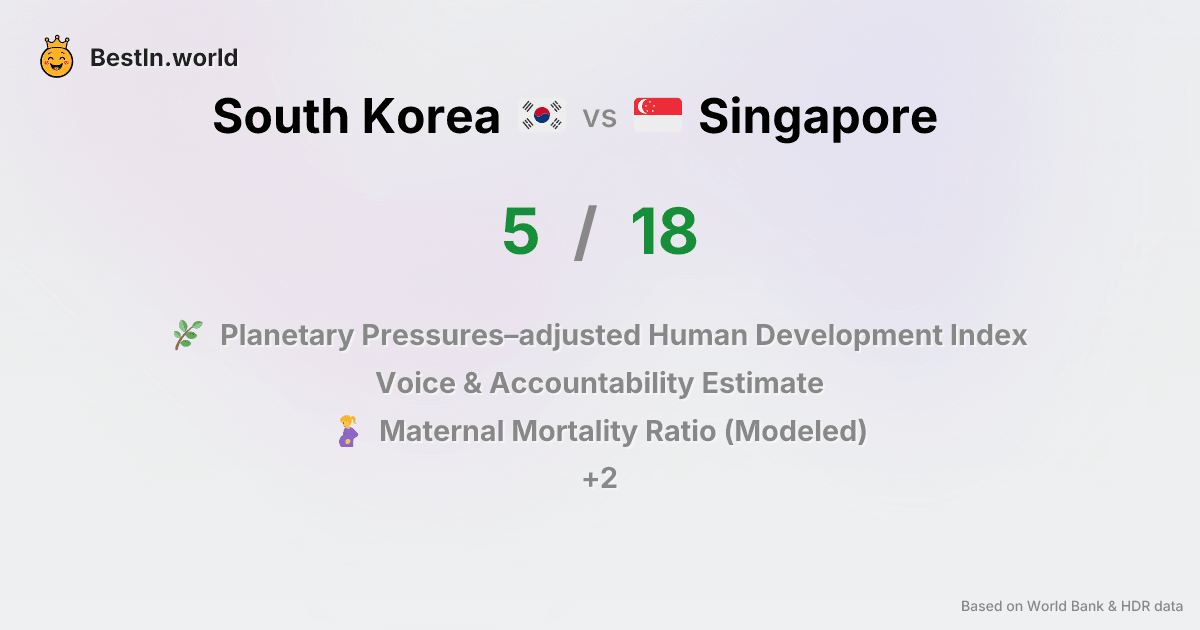 BestIn.world
South Korea vs Singapore
5 / 18
Planetary Pressures–adjusted Human Development Index
Voice & Accountability Estimate
Maternal Mortality Ratio (Modeled)
+2
Based on World Bank & HDR data